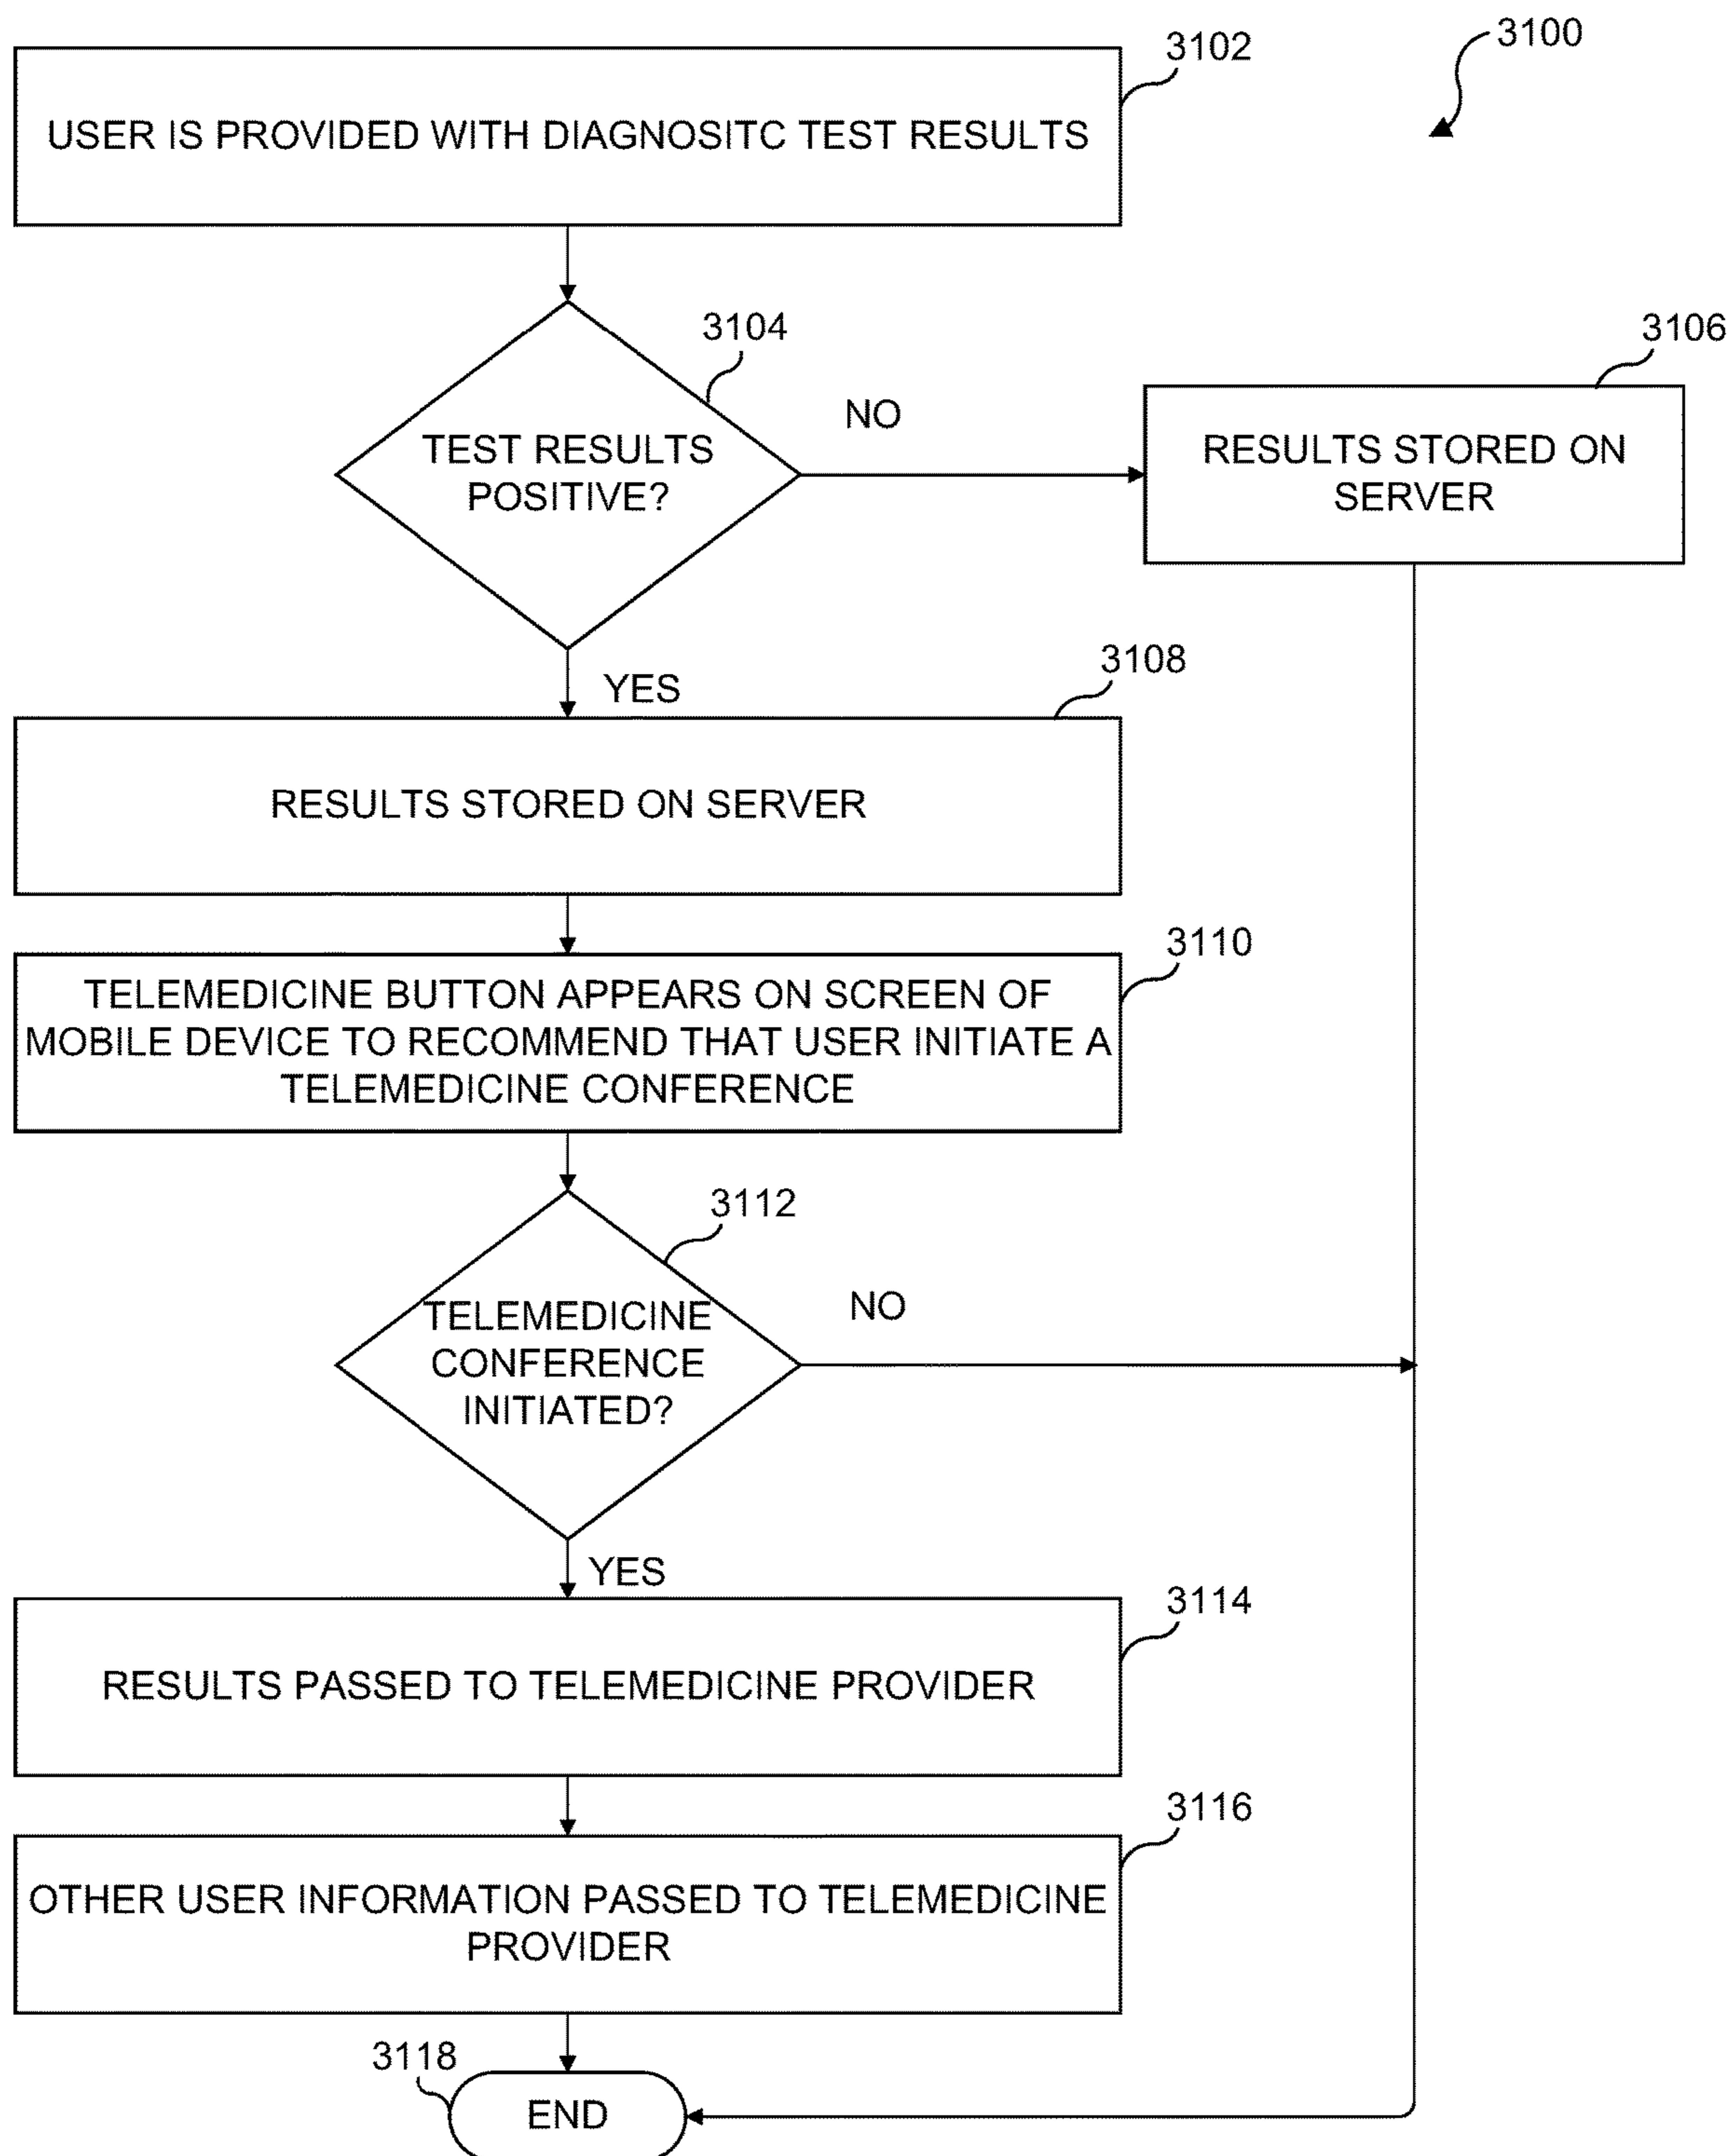 3100
3102
USER IS PROVIDED WITH DIAGNOSITC TEST RESULTS
3104
TEST RESULTS
POSITIVE?
NO
3106
RESULTS STORED ON
SERVER
YES
3108
RESULTS STORED ON SERVER
3110
TELEMEDICINE BUTTON APPEARS ON SCREEN OF
MOBILE DEVICE TO RECOMMEND THAT USER INITIATE A
TELEMEDICINE CONFERENCE
3112
TELEMEDICINE
CONFERENCE
INITIATED?
NO
YES
3114
RESULTS PASSED TO TELEMEDICINE PROVIDER
3116
OTHER USER INFORMATION PASSED TO TELEMEDICINE
PROVIDER
3118
END